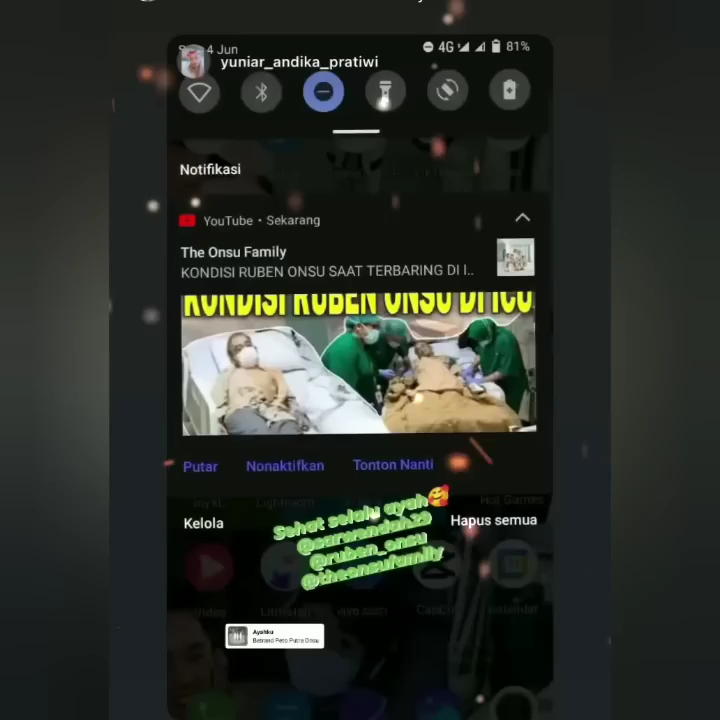 4 Jun
4G
81%
yuniar_andika_pratiwi
Notifikasi
YouTube • Sekarang
The Onsu Family
KONDISI RUBEN ONSU SAAT TERBARING DI I..
KONDISI RUBEN ONSU DI ICU
Putar
Nonaktifkan
Tonton Nanti
Sehat selalu ayah🥰
@sarwendah29
@ruben_onsu
@theonsufamily
Kelola
Hapus semua
Ayahku
Betrand Peto Putra Onsu